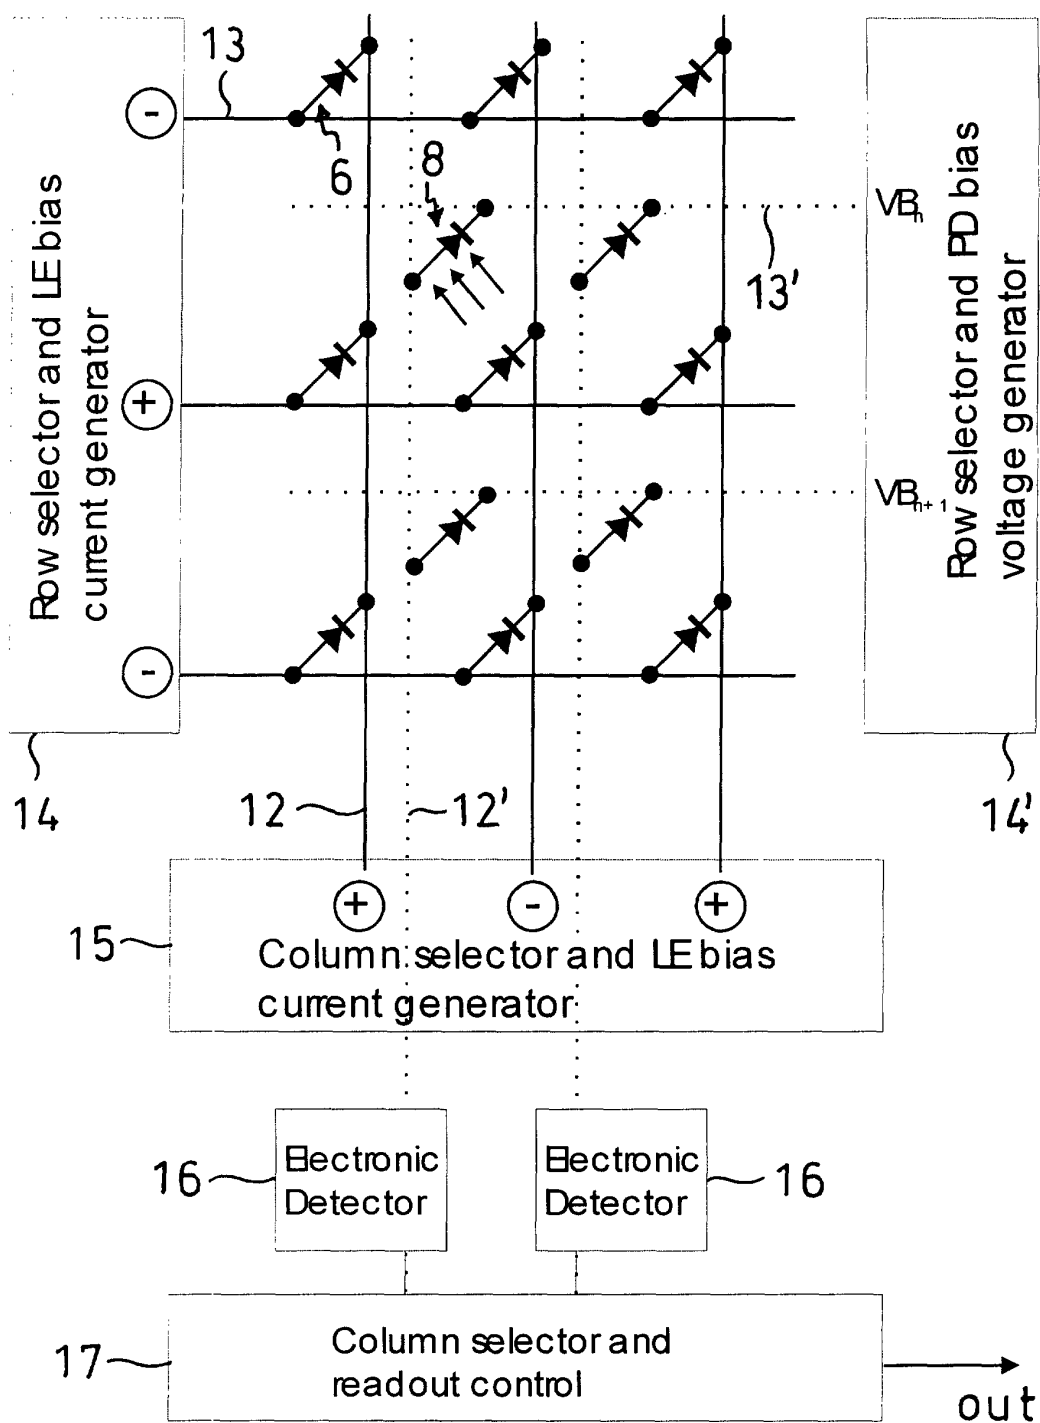 13
-
6
8
VBn
13'
Row selector and LE bias
current generator
+
Row selector and PD bias
voltage generator
VBn+1
-
14
12
12'
14'
+
-
+
15
Column selector and LE bias
current generator
16
Electronic
Detector
Electronic
Detector
16
17
Column selector and
readout control
out